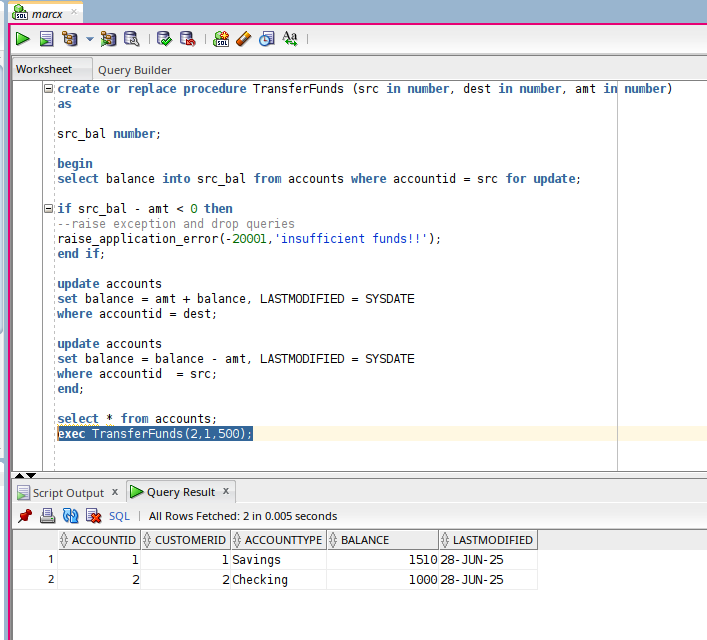 marcx
Worksheet Query Builder
create or replace procedure TransferFunds (src in number, dest in number, amt in number)
as
src_bal number;
begin
select balance into src_bal from accounts where accountid = src for update;
if src_bal - amt < 0 then
--raise exception and drop queries
raise_application_error(-20001,'insufficient funds!!');
end if;
update accounts
set balance = amt + balance, LASTMODIFIED = SYSDATE
where accountid = dest;
update accounts
set balance = balance - amt, LASTMODIFIED = SYSDATE
where accountid  = src;
end;
select * from accounts;
exec TransferFunds(2,1,500);
Script Output x Query Result x
SQL | All Rows Fetched: 2 in 0.005 seconds
ACCOUNTID CUSTOMERID ACCOUNTTYPE BALANCE LASTMODIFIED
1 1 1 Savings 1510 28-JUN-25
2 2 2 Checking 1000 28-JUN-25